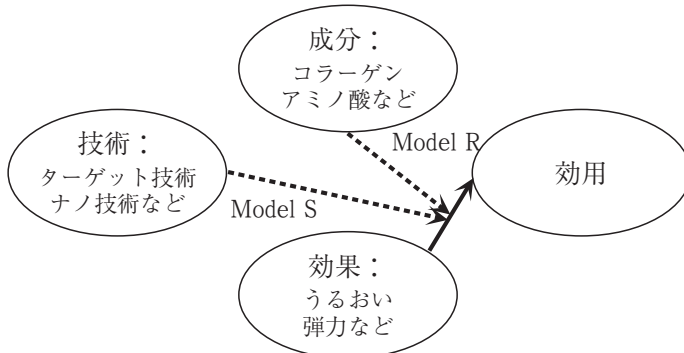 成分：
コラーゲン
アミノ酸など
Model R
技術：
ターゲット技術
ナノ技術など
効用
Model S
効果：
うるおい
弾力など